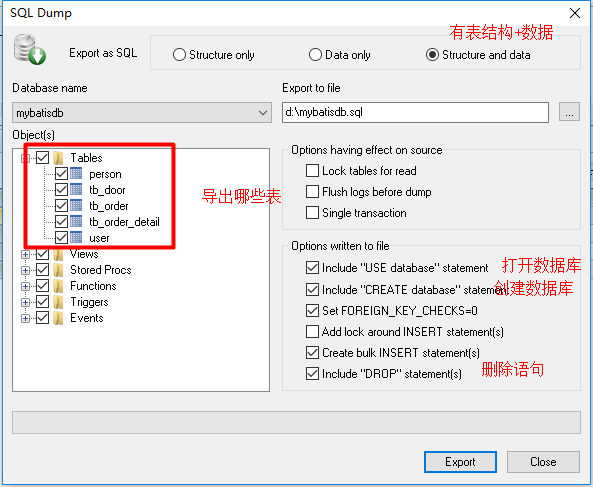 SQL Dump
有表结构+数据
Export as SQL
Structure only
Data only
Structure and data
Database name
Export to file
mybatisdb
d:\mybatisdb.sql
...
Object(s)
Tables
person
tb_door
tb_order
tb_order_detail
user
Views
Stored Procs
Functions
Triggers
Events
导出哪些表
Options having effect on source
Lock tables for read
Flush logs before dump
Single transaction
Options written to file
Include "USE database" statement
打开数据库
Include "CREATE database" statement
创建数据库
Set FOREIGN_KEY_CHECKS=0
Add lock around INSERT statement(s)
Create bulk INSERT statement(s)
Include "DROP" statement(s)
删除语句
Export
Close